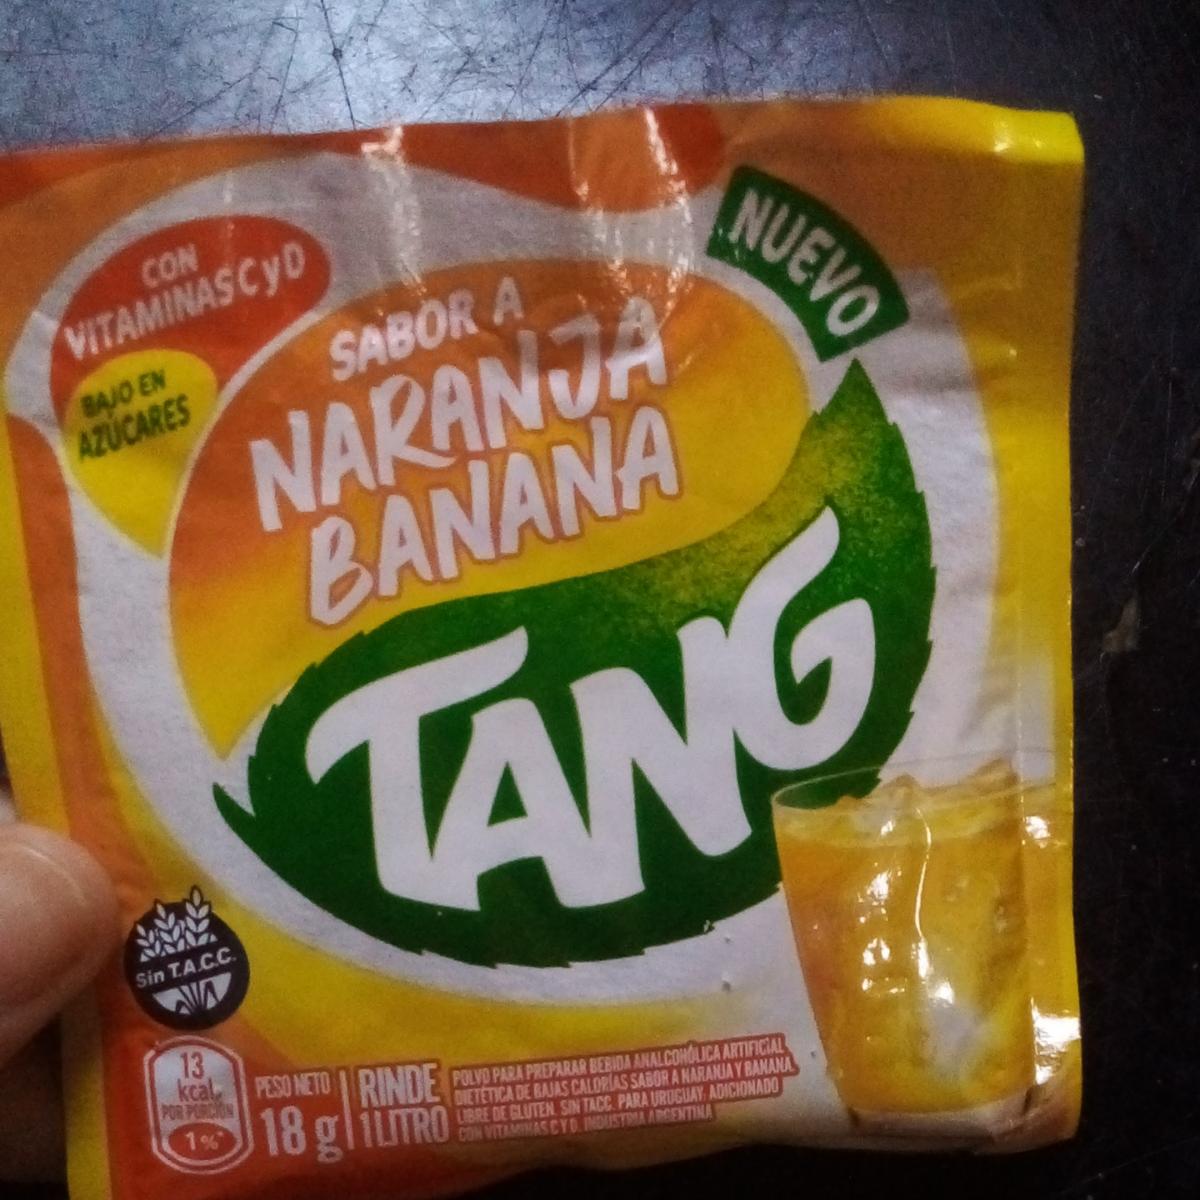 NUEVO
CON
VITAMINAS C y D
BAJO EN
AZÚCARES
SABOR A
NARANJA
BANANA
TANG
Sin T.A.C.C.
13
kcal
POR PORCIÓN
1%*
PESO NETO
18 g
RINDE
1 LITRO
POLVO PARA PREPARAR BEBIDA ANALCOHÓLICA ARTIFICIAL
DIETÉTICA DE BAJAS CALORÍAS SABOR A NARANJA Y BANANA.
LIBRE DE GLUTEN. SIN TACC. PARA URUGUAY, ADICIONADO
CON VITAMINAS C Y D. INDUSTRIA ARGENTINA